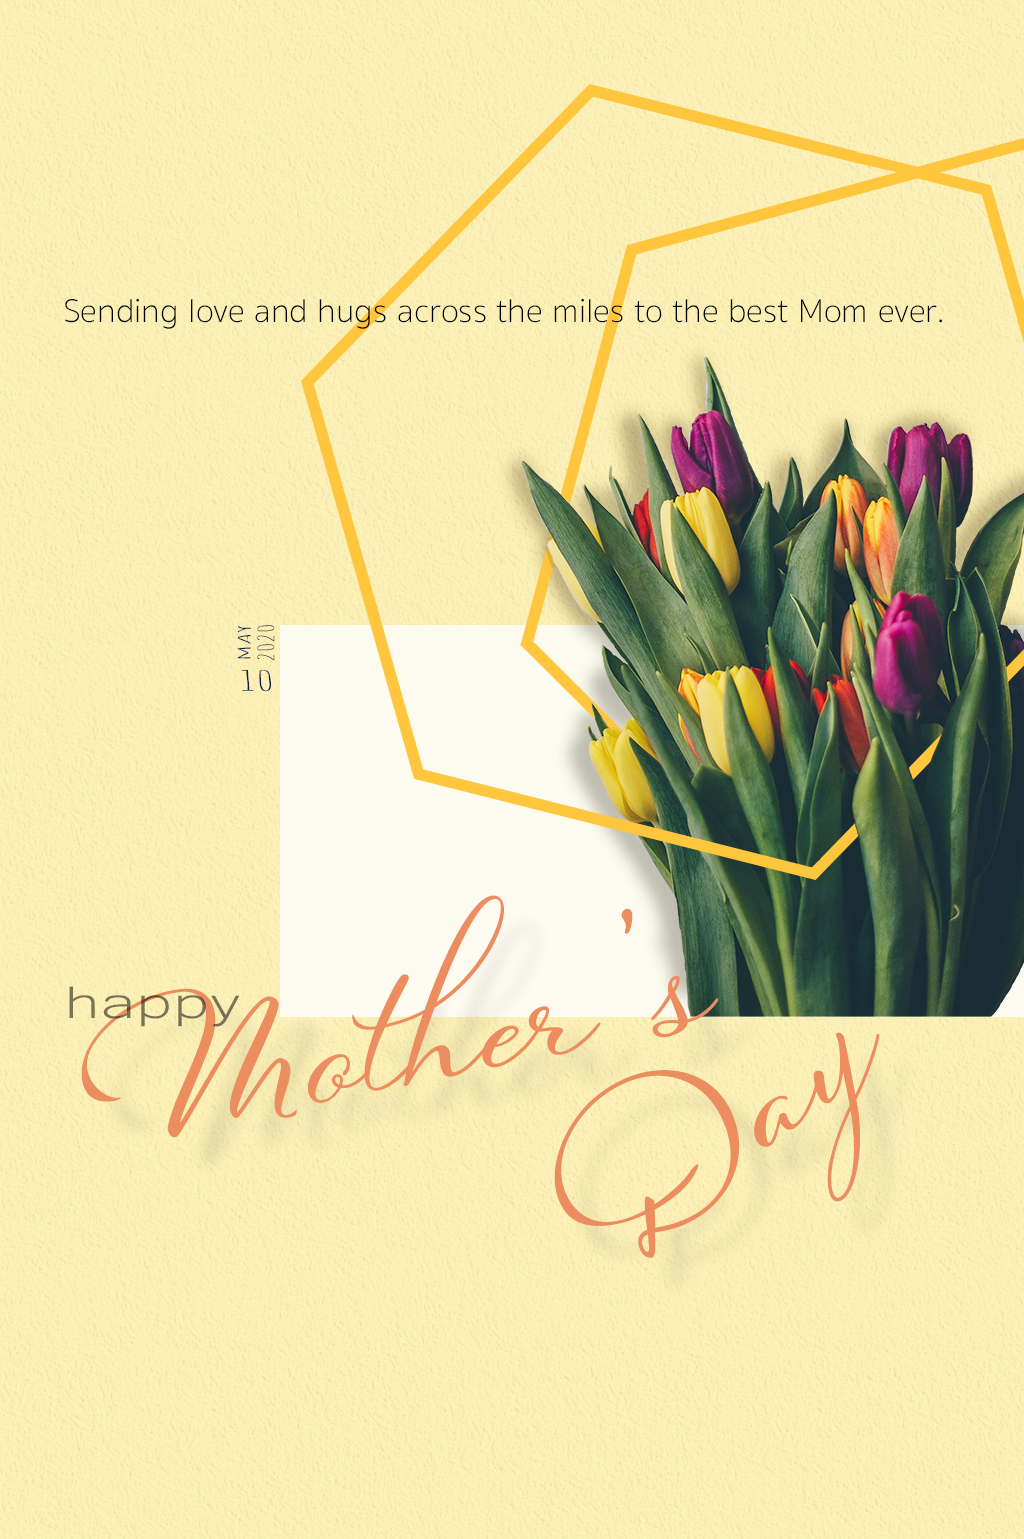 Sending love and hugs across the miles to the best Mom ever.
MAY
2020
10
happy
Mother's
Day